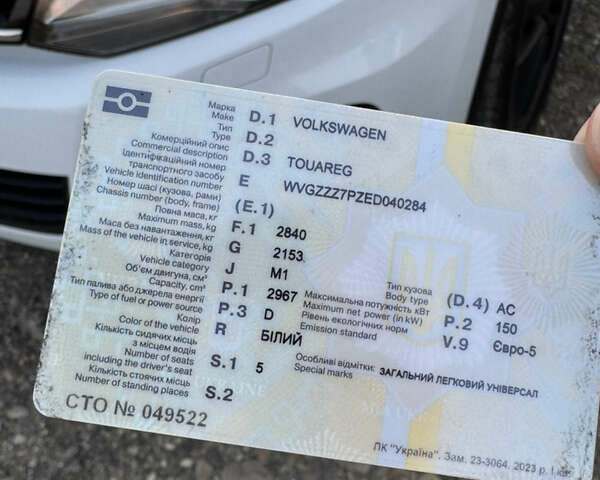 Марка
Make D.1 VOLKSWAGEN
Тип
Type D.2
Комерційний опис
Commercial description D.3 TOUAREG
Ідентифікаційний номер
транспортного засобу
Vehicle identification number E WVGZZZ7PZED040284
Номер шасі (кузова, рами)
Chassis number (body, frame) (E.1)
Повна маса, кг
Maximum mass, kg F.1 2840
Маса без навантаження, кг
Mass of the vehicle in service, kg G 2153
Категорія
Vehicle category J M1
Об'єм двигуна, см³
Capacity, cm³ P.1 2967
Тип палива або джерела енергії
Type of fuel or power source P.3 D
Колір
Color of the vehicle R БІЛИЙ
Кількість сидячих місць
з місцем водія
Number of seats
including the driver's seat S.1 5
Кількість стоячих місць
Number of standing places S.2
Тип кузова
Body type (D.4) AC
Максимальна потужність кВт
Maximum net power (in kW) P.2 150
Рівень екологічних норм
Emission standard V.9 Євро-5
Особливі відмітки: ЗАГАЛЬНИЙ ЛЕГКОВИЙ УНІВЕРСАЛ
Special marks
СТО № 049522
ПК "Україна". Зам. 23-3064. 2023 р. І кв.